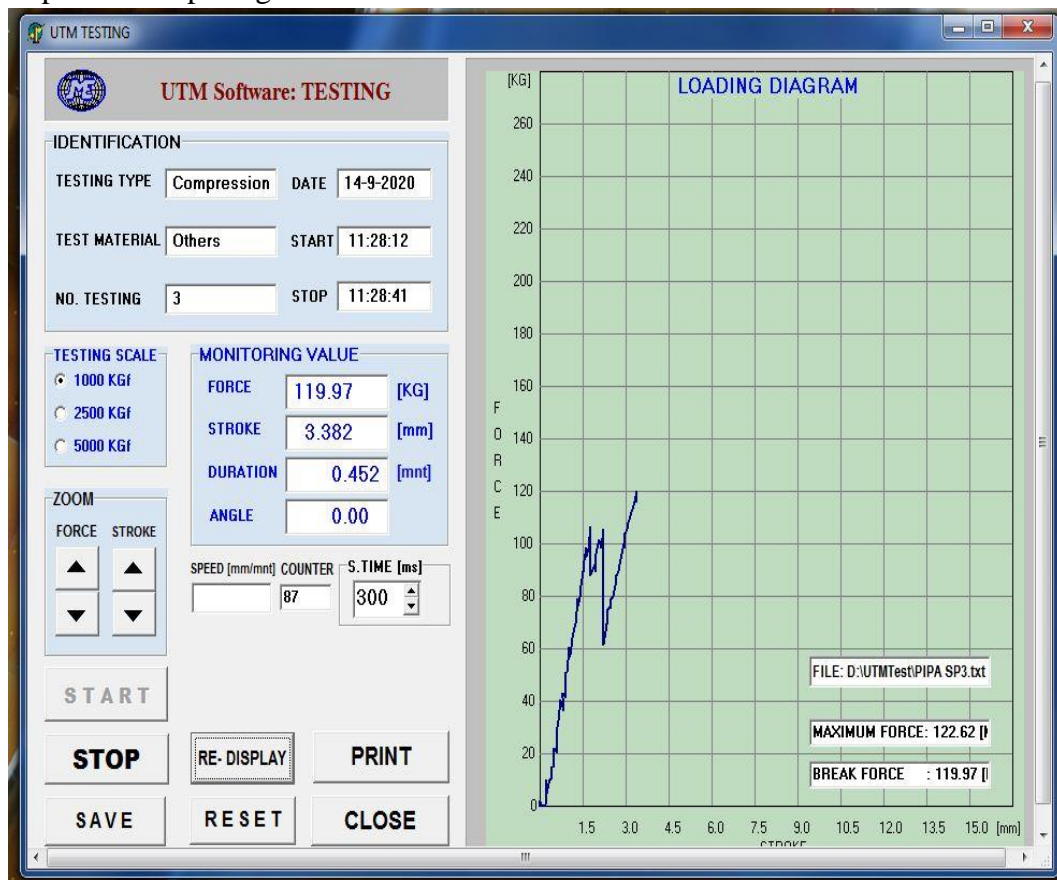 UTM TESTING
UTM Software: TESTING
IDENTIFICATION
TESTING TYPE Compression DATE 14-9-2020
TEST MATERIAL Others START 11:28:12
NO. TESTING 3 STOP 11:28:41
TESTING SCALE
1000 KGf
2500 KGf
5000 KGf
MONITORING VALUE
FORCE 119.97 [KG]
STROKE 3.382 [mm]
DURATION 0.452 [mnt]
ANGLE 0.00
ZOOM
FORCE STROKE
SPEED [mm/mnt] COUNTER S.TIME [ms]
87 300
START
STOP RE- DISPLAY PRINT
SAVE RESET CLOSE
[KG] LOADING DIAGRAM
260
240
220
200
180
160
140
120
100
80
60
40
20
0
FORCE
FILE: D:\UTMTest\PIPA SP3.txt
MAXIMUM FORCE: 122.62 [
BREAK FORCE : 119.97 [
1.5 3.0 4.5 6.0 7.5 9.0 10.5 12.0 13.5 15.0 [mm]
STROKE